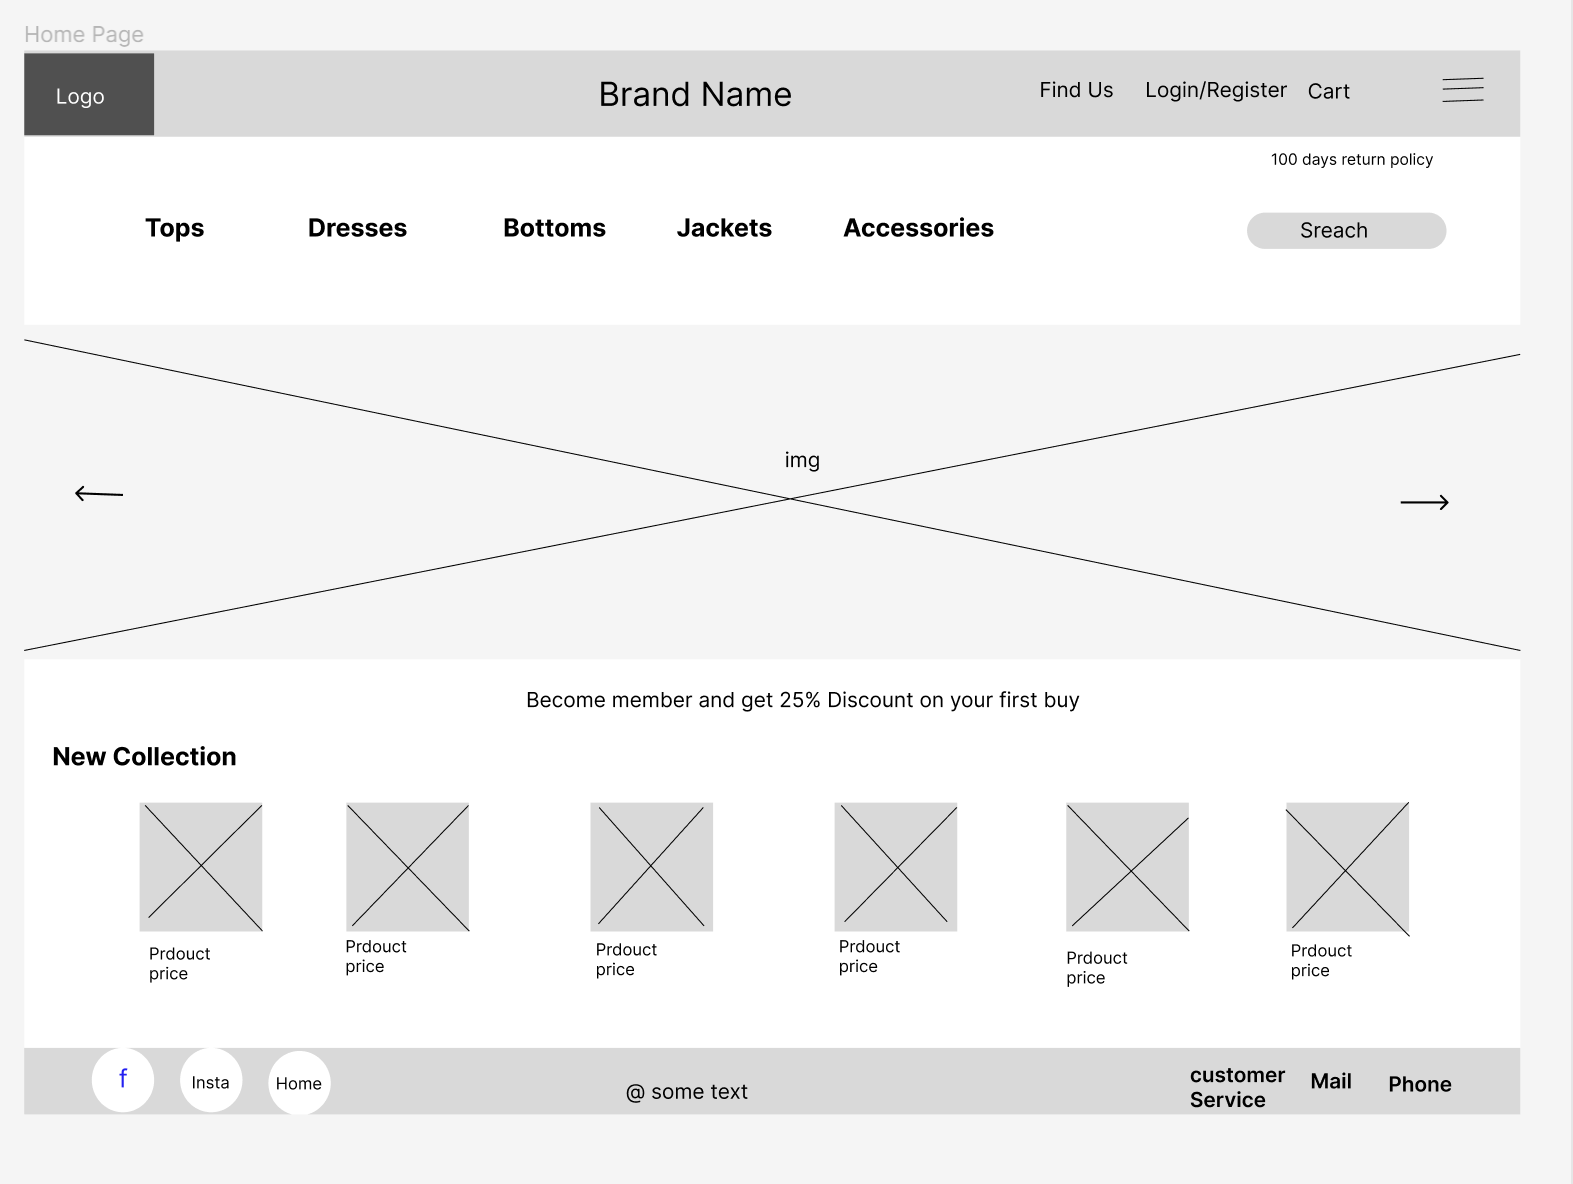 Home Page
Logo
Brand Name
Find Us
Login/Register
Cart
100 days return policy
Tops
Dresses
Bottoms
Jackets
Accessories
Sreach
img
Become member and get 25% Discount on your first buy
New Collection
Prdouct
price
Prdouct
price
Prdouct
price
Prdouct
price
Prdouct
price
Prdouct
price
f
Insta
Home
@ some text
customer
Service
Mail
Phone